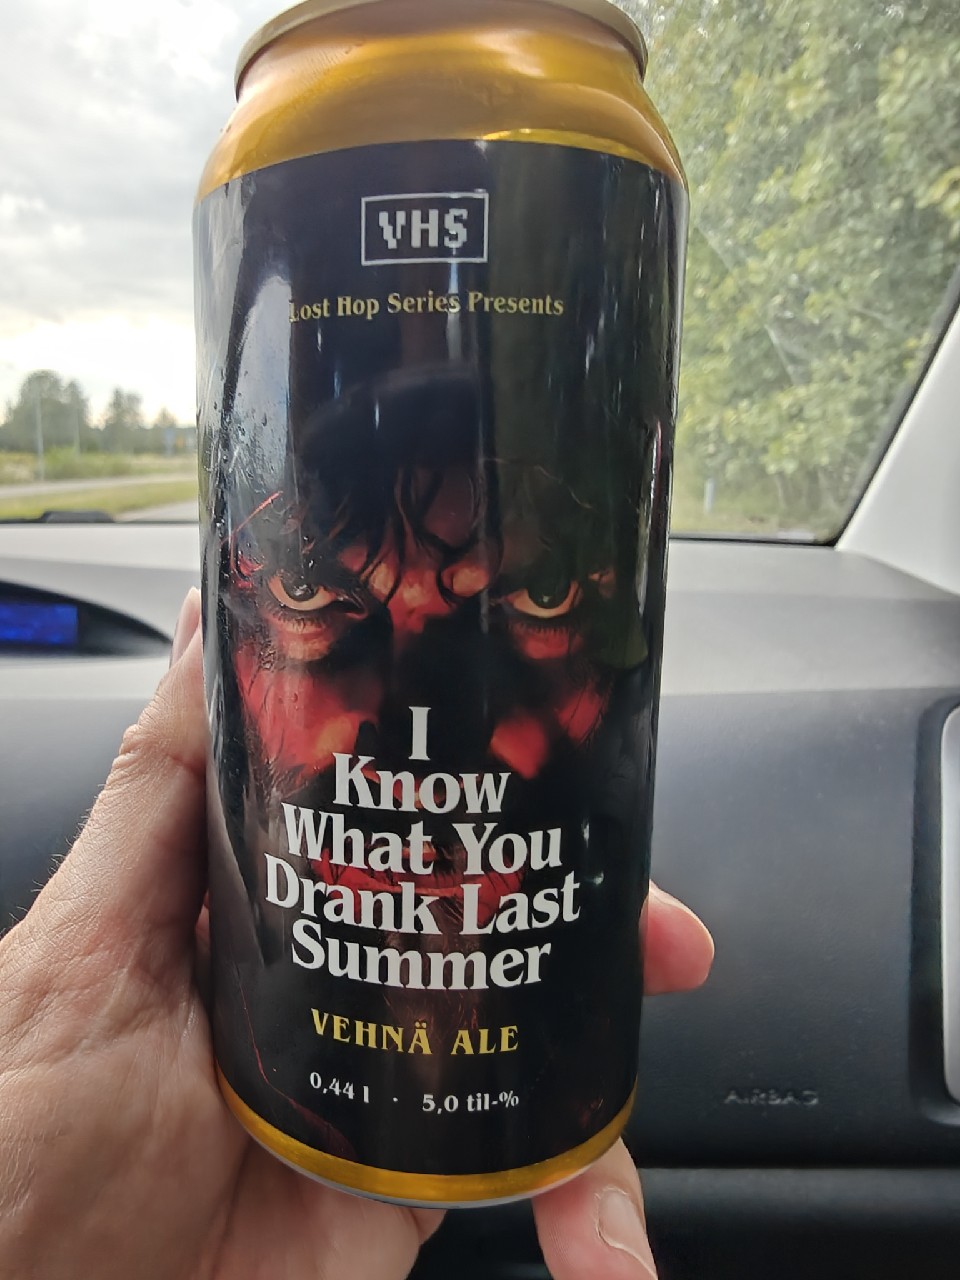 VHS
Lost Hop Series Presents
I
Know
What You
Drank Last
Summer
VEHNÄ ALE
0,44 l · 5,0 til-%
AIRBAG